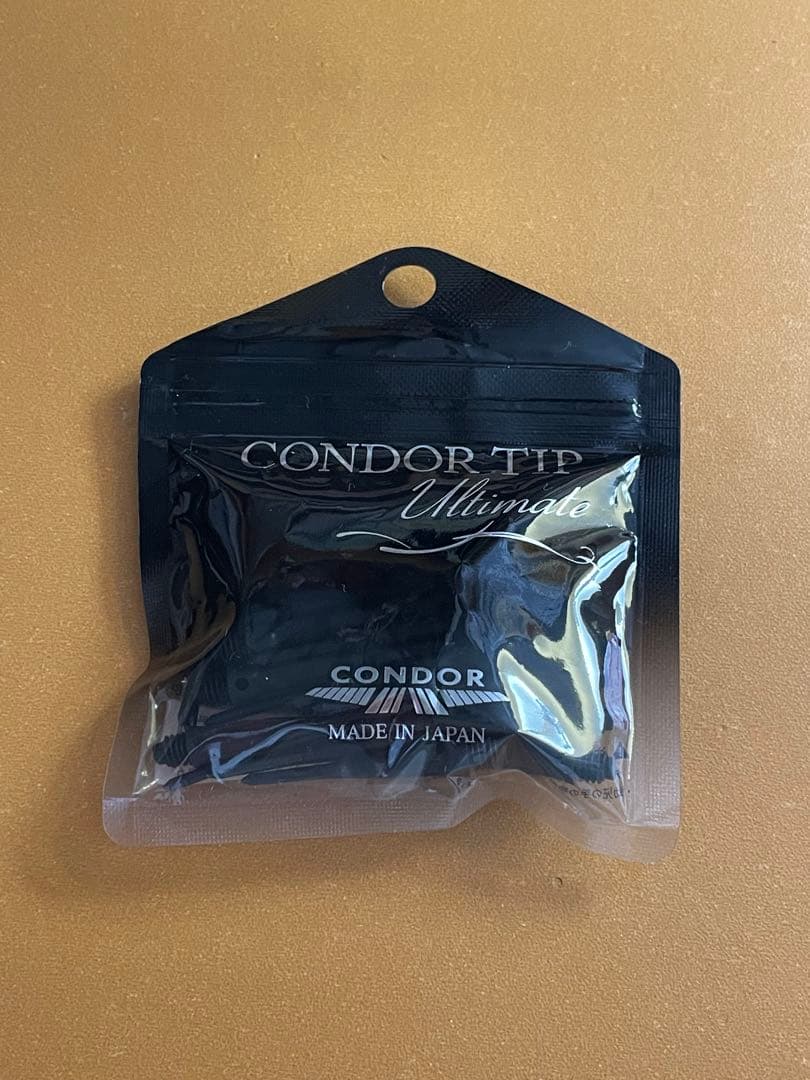 CONDOR TIP
Ultimate
CONDOR
MADE IN JAPAN